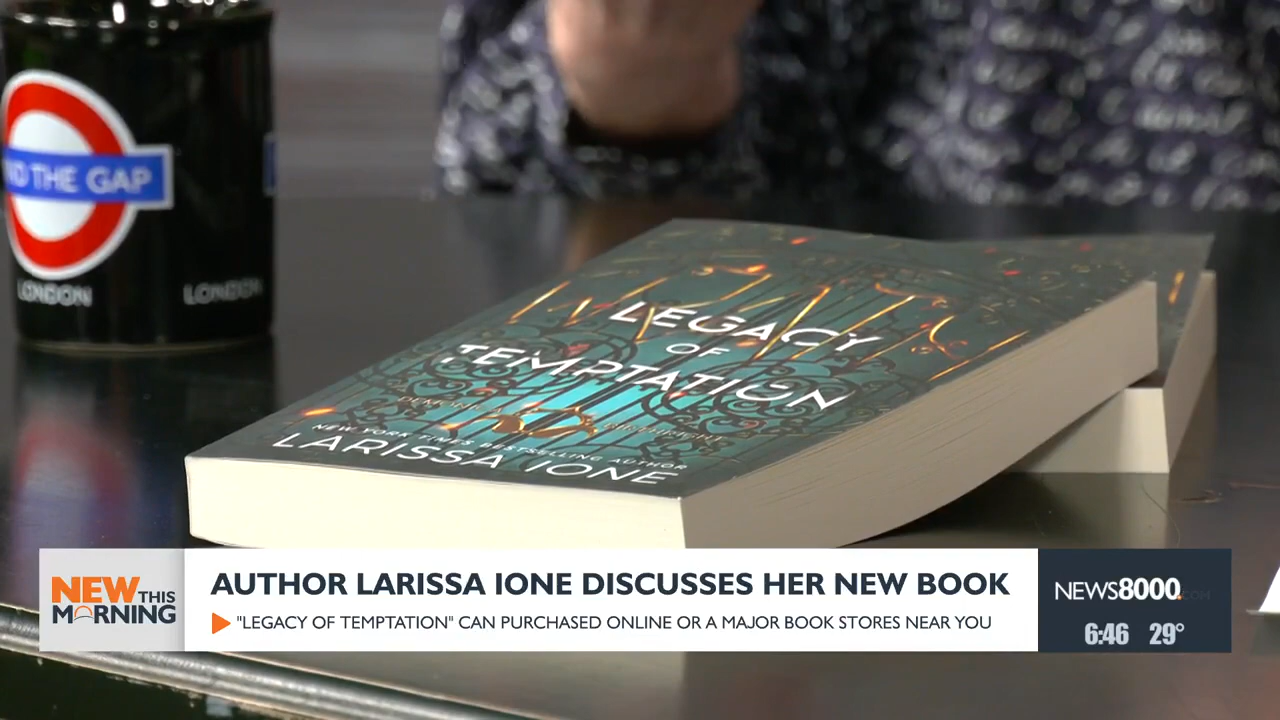 THE GAP
LONDON
LONDON
LEGACY
OF
TEMPTATION
NEW YORK TIMES BESTSELLING AUTHOR
LARISSA IONE
NEW THIS
MORNING
AUTHOR LARISSA IONE DISCUSSES HER NEW BOOK
"LEGACY OF TEMPTATION" CAN PURCHASED ONLINE OR A MAJOR BOOK STORES NEAR YOU
NEWS8000.COM
6:46 29°